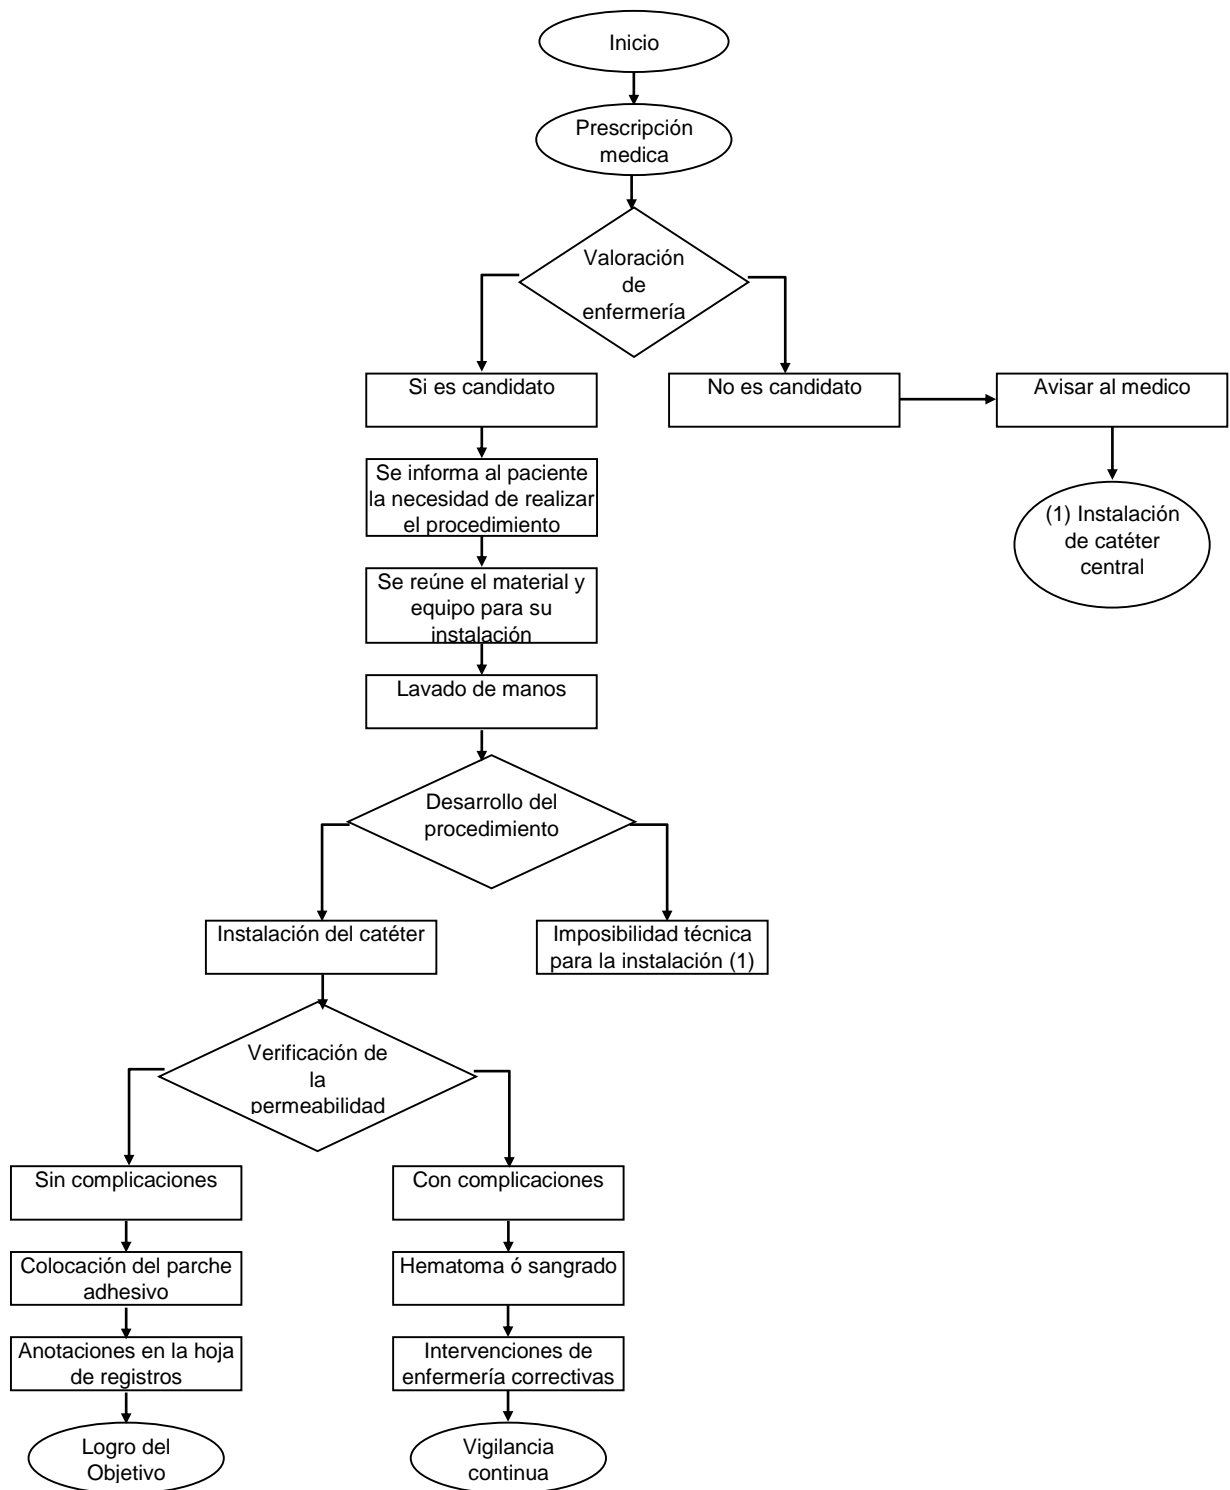 Inicio
Prescripción
medica
Valoración
de
enfermería
Si es candidato
No es candidato
Avisar al medico
Se informa al paciente
la necesidad de realizar
el procedimiento
(1) Instalación
de catéter
central
Se reúne el material y
equipo para su
instalación
Lavado de manos
Desarrollo del
procedimiento
Instalación del catéter
Imposibilidad técnica
para la instalación (1)
Verificación de
la
permeabilidad
Sin complicaciones
Con complicaciones
Colocación del parche
adhesivo
Hematoma ó sangrado
Anotaciones en la hoja
de registros
Intervenciones de
enfermería correctivas
Logro del
Objetivo
Vigilancia
continua